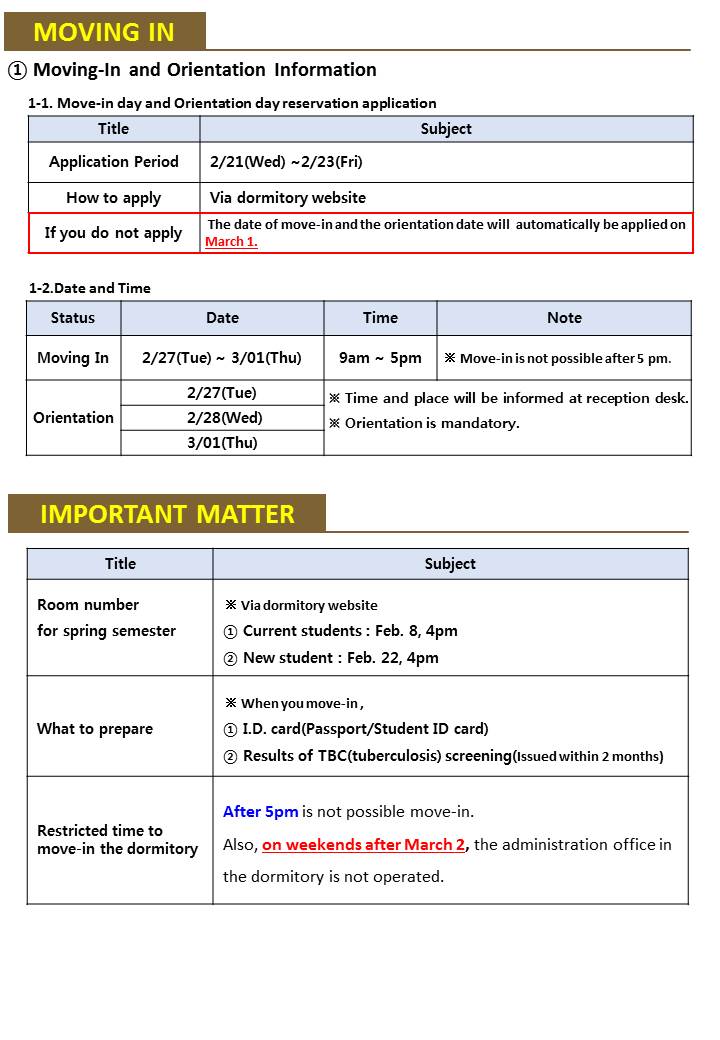 MOVING IN
① Moving-In and Orientation Information
1-1. Move-in day and Orientation day reservation application
Title Subject
Application Period 2/21(Wed) ~2/23(Fri)
How to apply Via dormitory website
If you do not apply The date of move-in and the orientation date will automatically be applied on
March 1.
1-2.Date and Time
Status Date Time Note
Moving In 2/27(Tue) ~ 3/01(Thu) 9am ~ 5pm ※ Move-in is not possible after 5 pm.
Orientation
2/27(Tue)
2/28(Wed)
3/01(Thu)
※ Time and place will be informed at reception desk.
※ Orientation is mandatory.
IMPORTANT MATTER
Title Subject
Room number
for spring semester
※ Via dormitory website
① Current students : Feb. 8, 4pm
② New student : Feb. 22, 4pm
What to prepare
※ When you move-in ,
① I.D. card(Passport/Student ID card)
② Results of TBC(tuberculosis) screening(Issued within 2 months)
Restricted time to
move-in the dormitory
After 5pm is not possible move-in.
Also, on weekends after March 2, the administration office in
the dormitory is not operated.